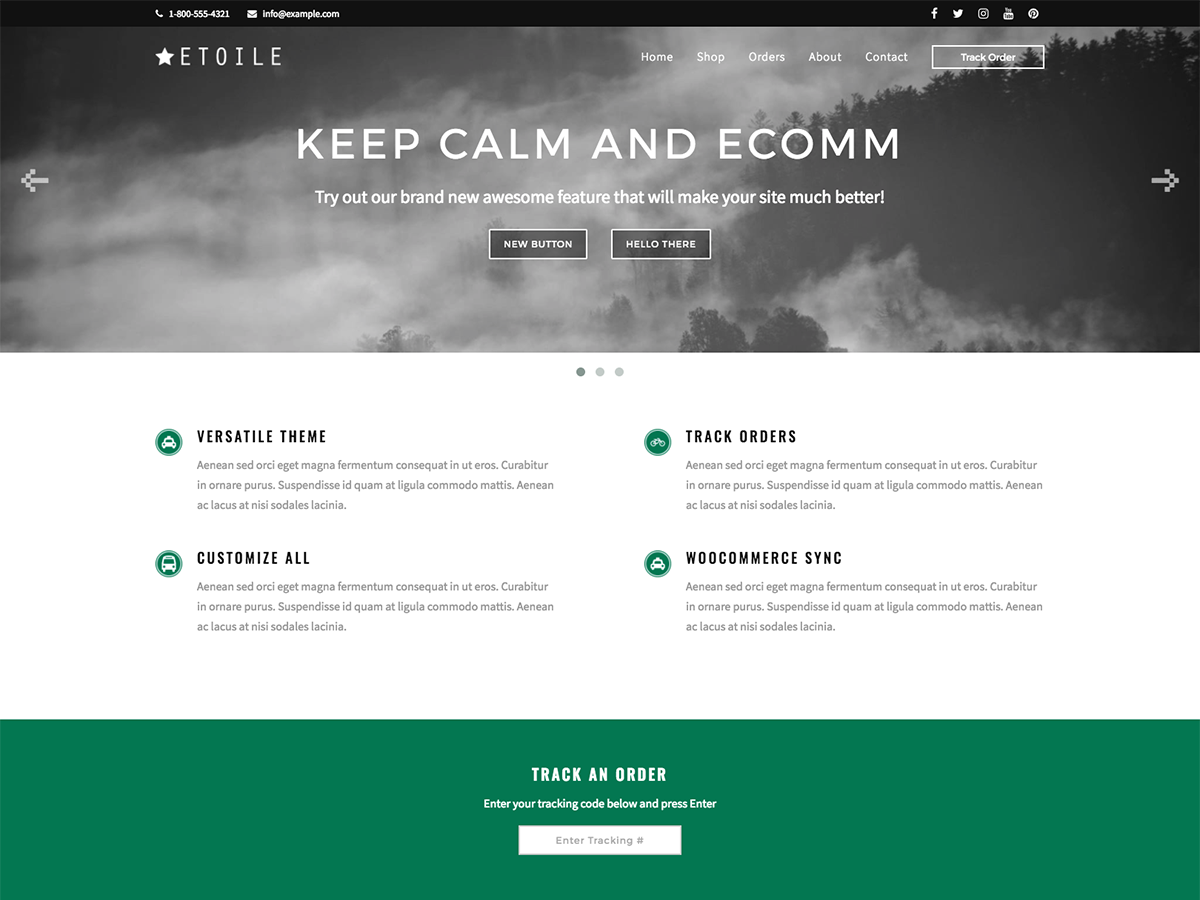 1-800-555-4321 info@example.com
ETOILE
Home Shop Orders About Contact Track Order
KEEP CALM AND ECOMM
Try out our brand new awesome feature that will make your site much better!
NEW BUTTON HELLO THERE
VERSATILE THEME
Aenean sed orci eget magna fermentum consequat in ut eros. Curabitur
in ornare purus. Suspendisse id quam at ligula commodo mattis. Aenean
ac lacus at nisi sodales lacinia.
TRACK ORDERS
Aenean sed orci eget magna fermentum consequat in ut eros. Curabitur
in ornare purus. Suspendisse id quam at ligula commodo mattis. Aenean
ac lacus at nisi sodales lacinia.
CUSTOMIZE ALL
Aenean sed orci eget magna fermentum consequat in ut eros. Curabitur
in ornare purus. Suspendisse id quam at ligula commodo mattis. Aenean
ac lacus at nisi sodales lacinia.
WOOCOMMERCE SYNC
Aenean sed orci eget magna fermentum consequat in ut eros. Curabitur
in ornare purus. Suspendisse id quam at ligula commodo mattis. Aenean
ac lacus at nisi sodales lacinia.
TRACK AN ORDER
Enter your tracking code below and press Enter
Enter Tracking #